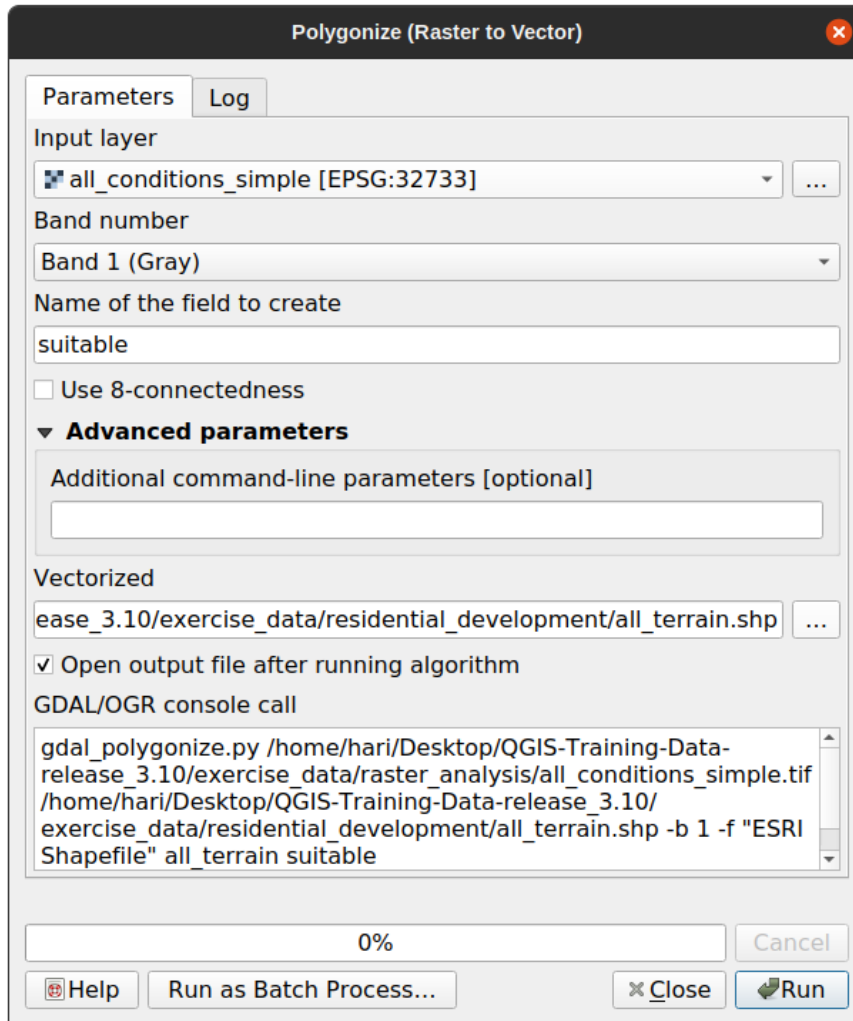 Polygonize (Raster to Vector)
Parameters Log
Input layer
all_conditions_simple [EPSG:32733]
...
Band number
Band 1 (Gray)
Name of the field to create
suitable
Use 8-connectedness
Advanced parameters
Additional command-line parameters [optional]
Vectorized
ease_3.10/exercise_data/residential_development/all_terrain.shp
...
Open output file after running algorithm
GDAL/OGR console call
gdal_polygonize.py /home/hari/Desktop/QGIS-Training-Data-
release_3.10/exercise_data/raster_analysis/all_conditions_simple.tif
/home/hari/Desktop/QGIS-Training-Data-release_3.10/
exercise_data/residential_development/all_terrain.shp -b 1 -f "ESRI
Shapefile" all_terrain suitable
0%
Cancel
Help Run as Batch Process... Close Run